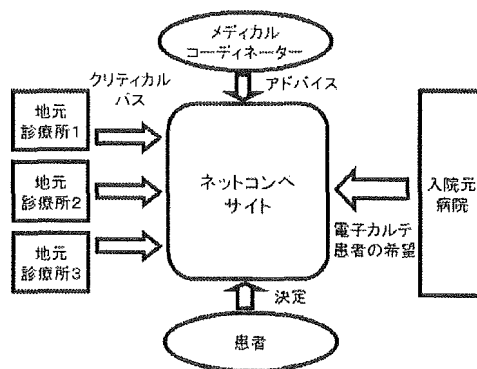 メディカル
コーディネーター
クリティカル
パス
アドバイス
地元
診療所1
地元
診療所2
地元
診療所3
ネットコンペ
サイト
入院元
病院
電子カルテ
患者の希望
決定
患者